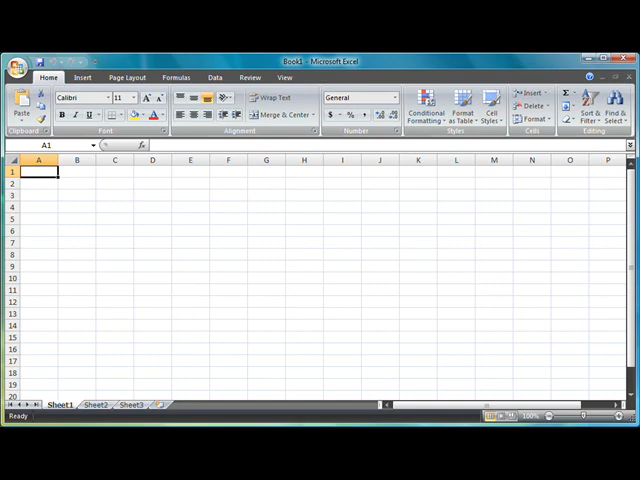 Book1 - Microsoft Excel
Home Insert Page Layout Formulas Data Review View
Calibri 11 Wrap Text General Insert
Delete
Paste B I U Merge & Center $ % , Conditional Formatting Format as Table Cell Styles Format Sort & Filter Find & Select
Clipboard Font Alignment Number Styles Cells Editing
A1 fx
A B C D E F G H I J K L M N O P
1
2
3
4
5
6
7
8
9
10
11
12
13
14
15
16
17
18
19
20
Sheet1 Sheet2 Sheet3
Ready 100%